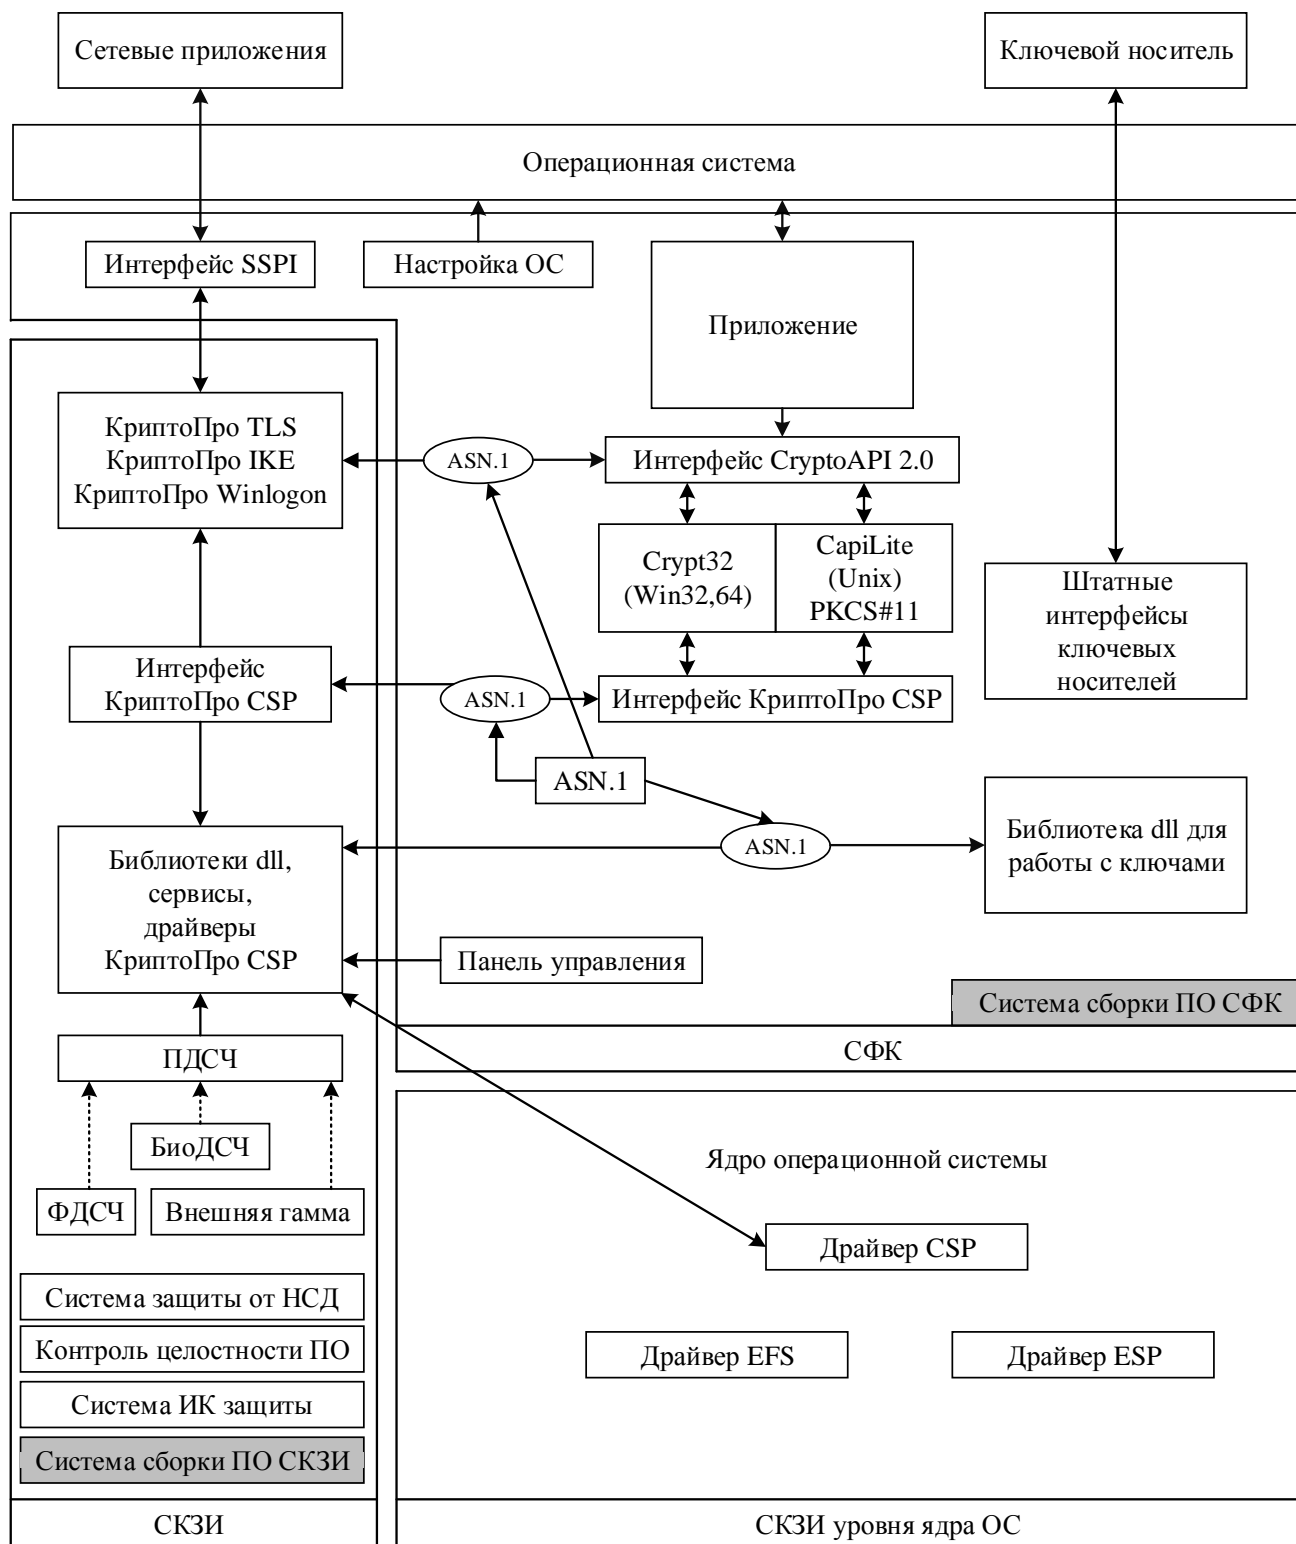 Сетевые приложения
Ключевой носитель
Операционная система
Интерфейс SSPI
Настройка ОС
Приложение
КриптоПро TLS
КриптоПро IKE
КриптоПро Winlogon
ASN.1
Интерфейс CryptoAPI 2.0
Crypt32
(Win32,64)
CapiLite
(Unix)
PKCS#11
Штатные
интерфейсы
ключевых
носителей
Интерфейс
КриптоПро CSP
ASN.1
Интерфейс КриптоПро CSP
ASN.1
Библиотеки dll,
сервисы,
драйверы
КриптоПро CSP
ASN.1
Библиотека dll для
работы с ключами
Панель управления
Система сборки ПО СФК
СФК
ПДСЧ
БиоДСЧ
ФДСЧ
Внешняя гамма
Ядро операционной системы
Драйвер CSP
Драйвер EFS
Драйвер ESP
Система защиты от НСД
Контроль целостности ПО
Система ИК защиты
Система сборки ПО СКЗИ
СКЗИ
СКЗИ уровня ядра ОС